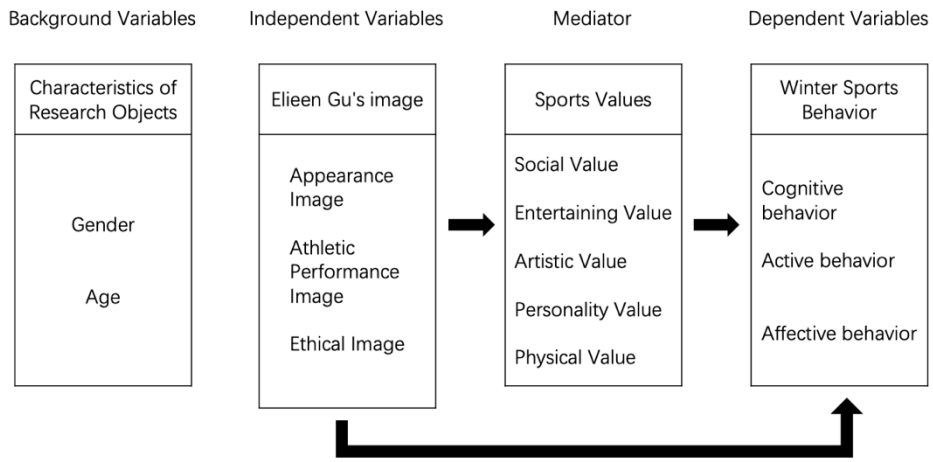 Background Variables
Independent Variables
Mediator
Dependent Variables
Characteristics of
Research Objects
Gender
Age
Elieen Gu's image
Appearance
Image
Athletic
Performance
Image
Ethical Image
Sports Values
Social Value
Entertaining Value
Artistic Value
Personality Value
Physical Value
Winter Sports
Behavior
Cognitive
behavior
Active behavior
Affective behavior